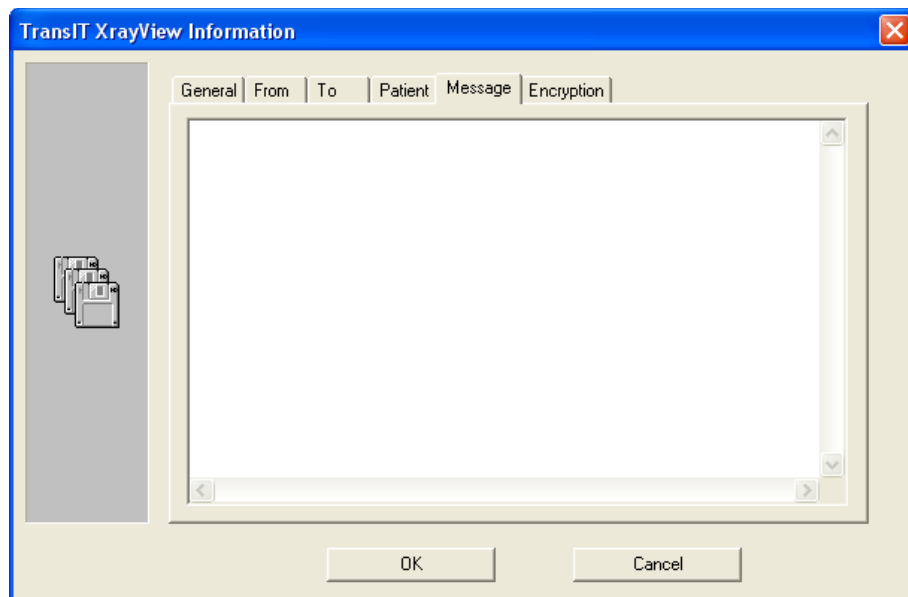 TransIT XrayView Information
General From To Patient Message Encryption
OK Cancel